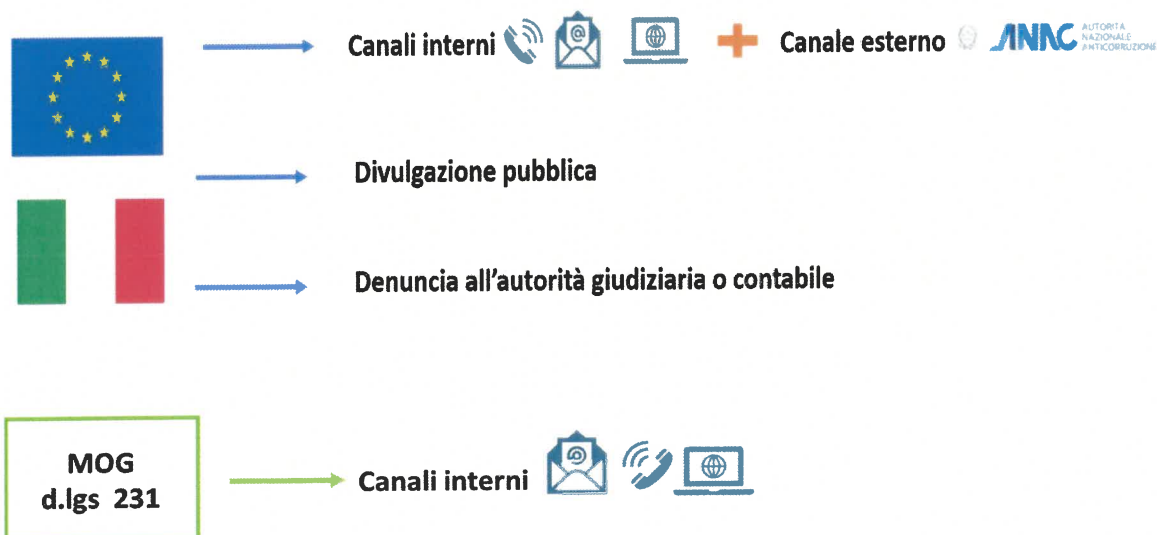 Canali interni
Canale esterno
ANAC AUTORITÀ
NAZIONALE
ANTICORRUZIONE
Divulgazione pubblica
Denuncia all'autorità giudiziaria o contabile
MOG
d.lgs 231
Canali interni